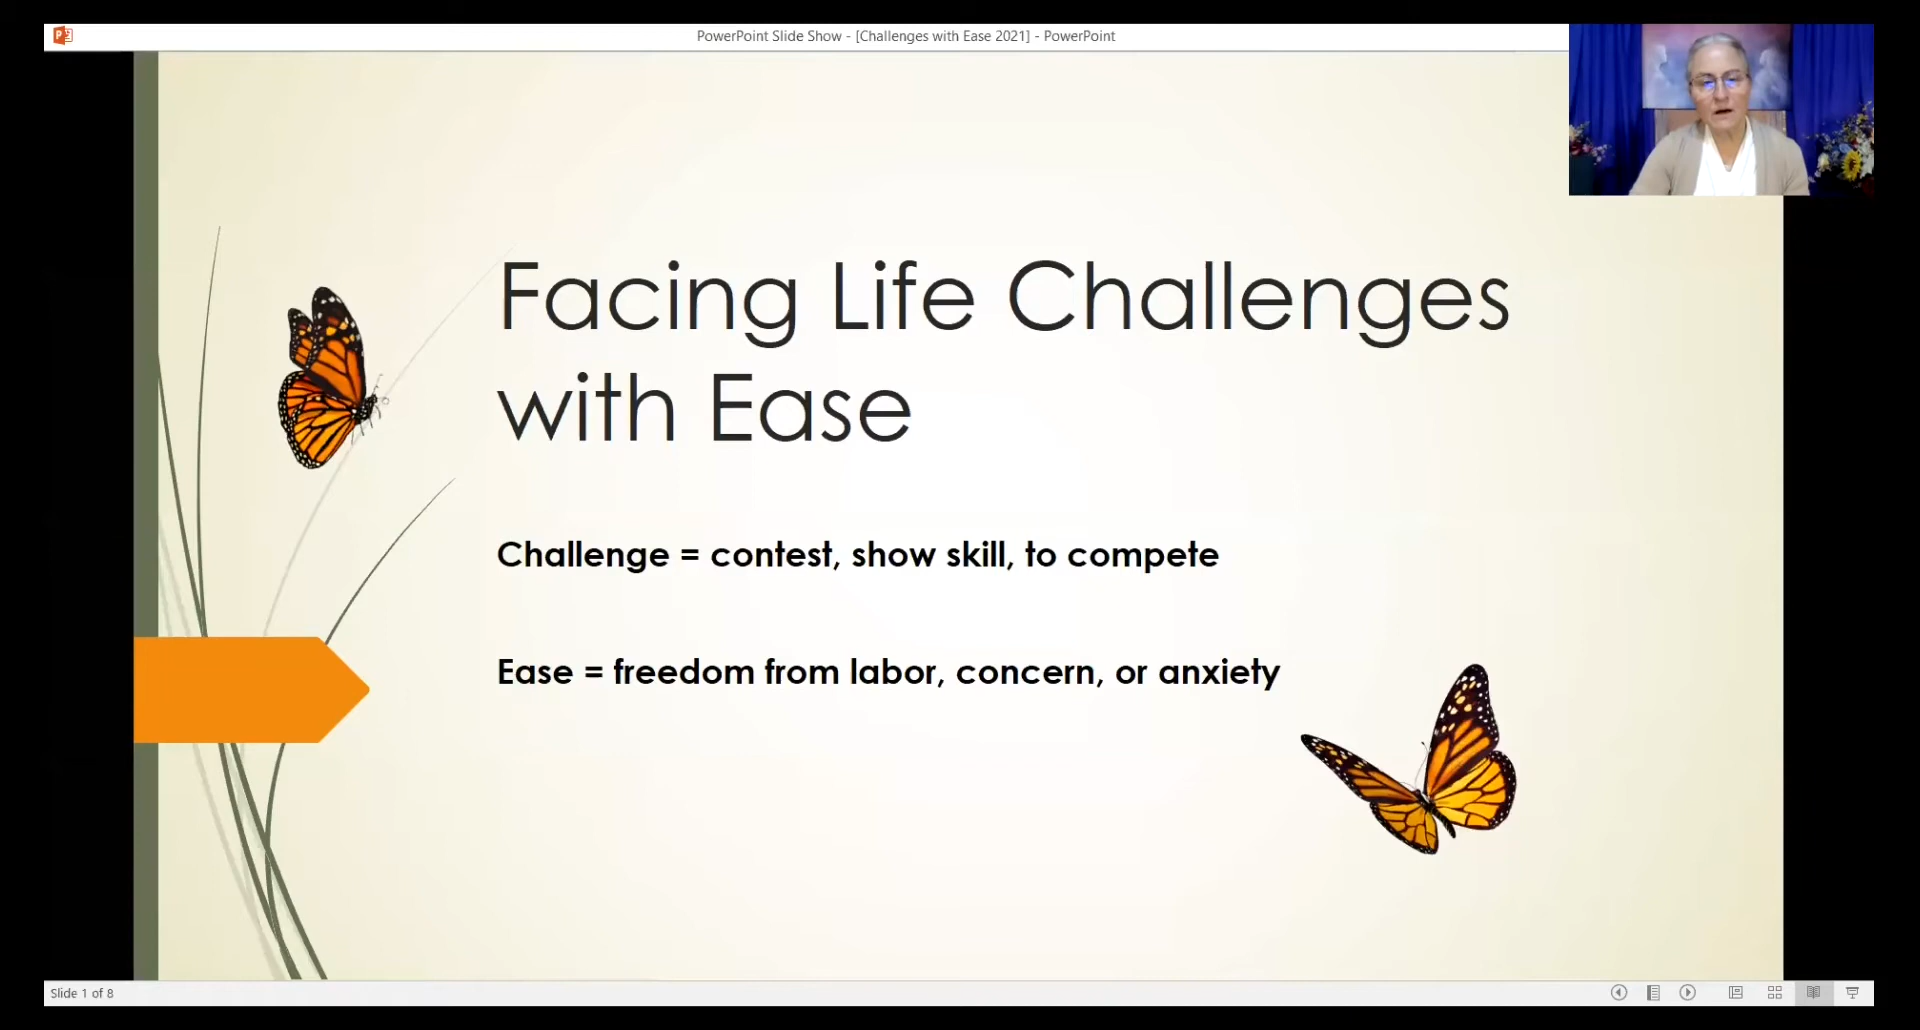 PowerPoint Slide Show - [Challenges with Ease 2021] - PowerPoint
Facing Life Challenges
with Ease
Challenge = contest, show skill, to compete
Ease = freedom from labor, concern, or anxiety
Slide 1 of 8